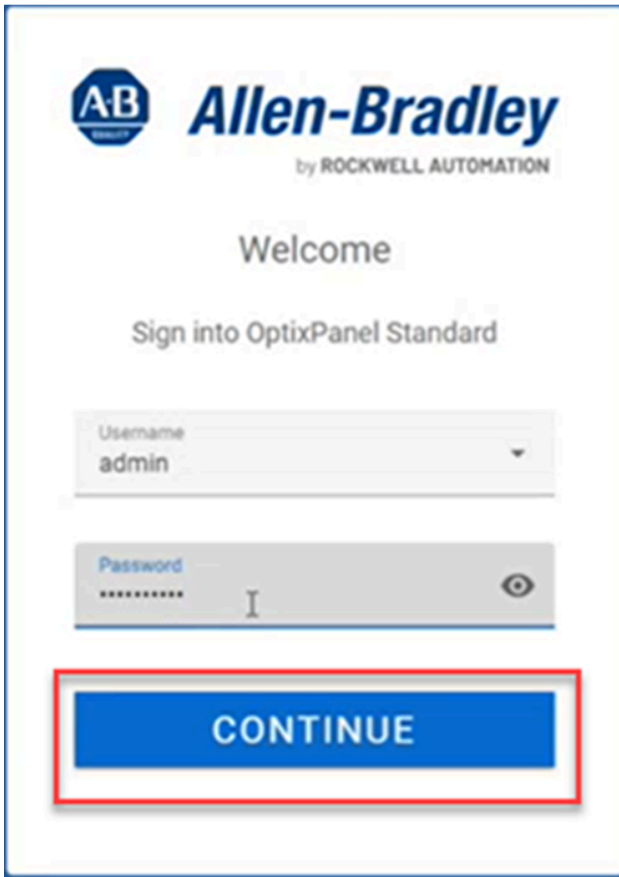 A-B
QUALITY
Allen-Bradley
by ROCKWELL AUTOMATION
Welcome
Sign into OptixPanel Standard
Username
admin
Password
••••••••••
CONTINUE